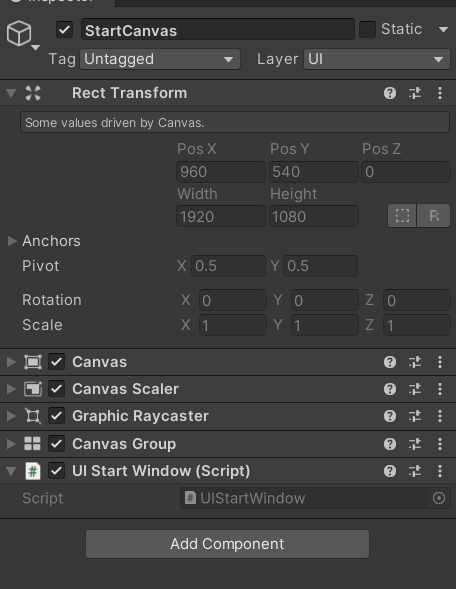 StartCanvas Static
Tag Untagged Layer UI
Rect Transform
Some values driven by Canvas.
Pos X Pos Y Pos Z
960 540 0
Width Height
1920 1080 R
Anchors
Pivot X 0.5 Y 0.5
Rotation X 0 Y 0 Z 0
Scale X 1 Y 1 Z 1
Canvas
Canvas Scaler
Graphic Raycaster
Canvas Group
# UI Start Window (Script)
Script # UIStartWindow
Add Component